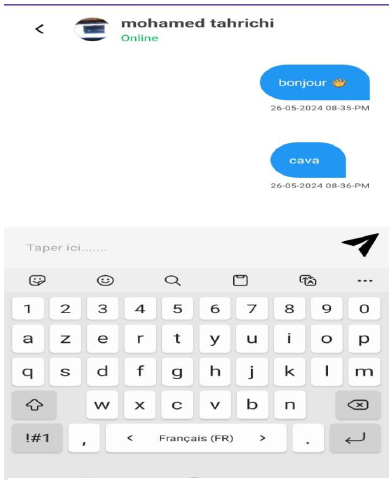 mohamed tahrichi
Online
bonjour 👋
26-05-2024 08-35-PM
cava
26-05-2024 08-36-PM
Taper ici.......
1 2 3 4 5 6 7 8 9 0
a z e r t y u i o p
q s d f g h j k l m
w x c v b n
!#1 , < Français (FR) > .